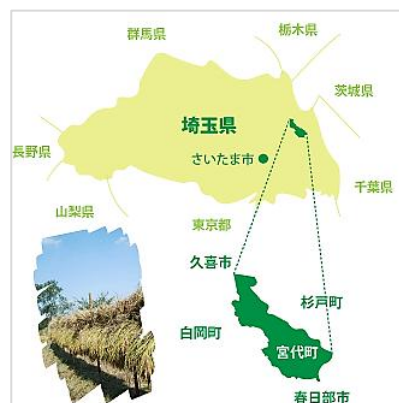 栃木県
群馬県
茨城県
埼玉県
長野県
さいたま市
千葉県
山梨県
東京都
久喜市
杉戸町
白岡町
宮代町
春日部市